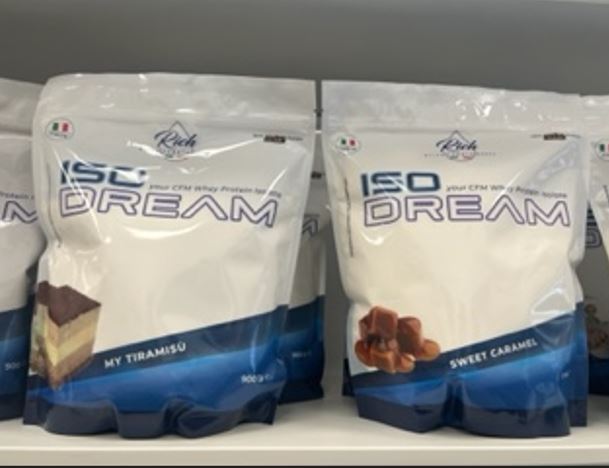 Rich
ISO
your CFM Whey Protein Isolate
DREAM
MY TIRAMISÙ
900 g
Rich
ISO
your CFM Whey Protein Isolate
DREAM
SWEET CARAMEL